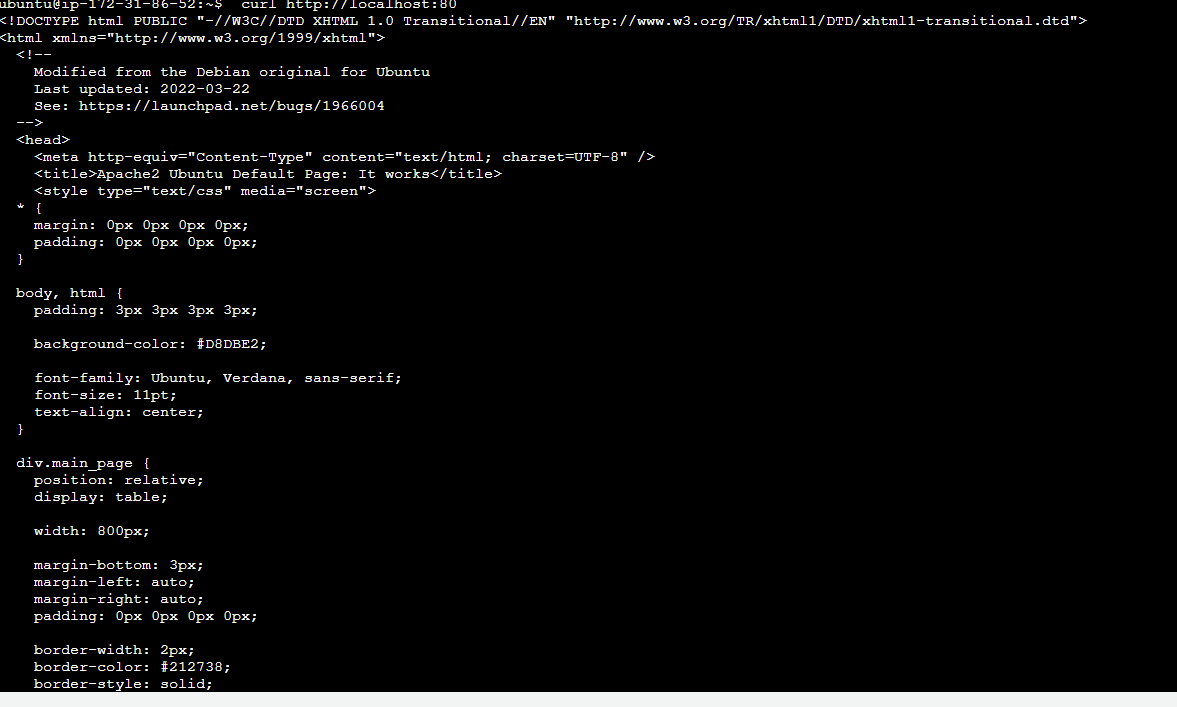 ubuntu@ip-172-31-86-52:~$  curl http://localhost:80
<!DOCTYPE html PUBLIC "-//W3C//DTD XHTML 1.0 Transitional//EN" "http://www.w3.org/TR/xhtml1/DTD/xhtml1-transitional.dtd">
<html xmlns="http://www.w3.org/1999/xhtml">
  <!--
    Modified from the Debian original for Ubuntu
    Last updated: 2022-03-22
    See: https://launchpad.net/bugs/1966004
  -->
  <head>
    <meta http-equiv="Content-Type" content="text/html; charset=UTF-8" />
    <title>Apache2 Ubuntu Default Page: It works</title>
    <style type="text/css" media="screen">
  * {
    margin: 0px 0px 0px 0px;
    padding: 0px 0px 0px 0px;
  }

  body, html {
    padding: 3px 3px 3px 3px;

    background-color: #D8DBE2;

    font-family: Ubuntu, Verdana, sans-serif;
    font-size: 11pt;
    text-align: center;
  }

  div.main_page {
    position: relative;
    display: table;

    width: 800px;

    margin-bottom: 3px;
    margin-left: auto;
    margin-right: auto;
    padding: 0px 0px 0px 0px;

    border-width: 2px;
    border-color: #212738;
    border-style: solid;